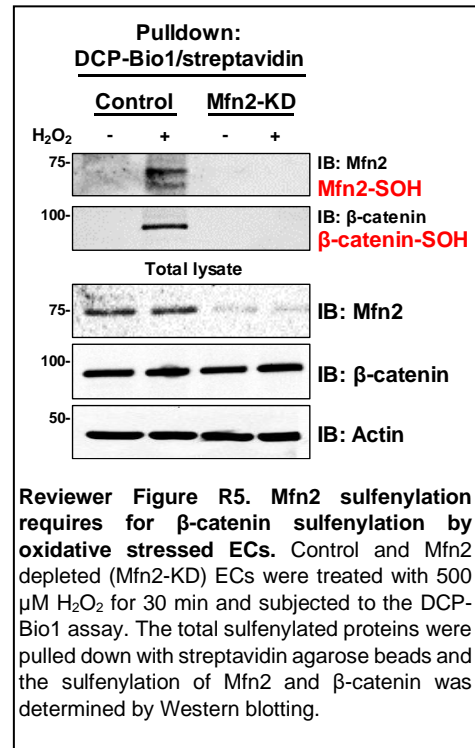 Pulldown:
DCP-Bio1/streptavidin
Control Mfn2-KD
H₂O₂ - + - +
75- IB: Mfn2
Mfn2-SOH
100- IB: β-catenin
β-catenin-SOH
Total lysate
75- IB: Mfn2
100- IB: β-catenin
50- IB: Actin
Reviewer Figure R5. Mfn2 sulfenylation
requires for β-catenin sulfenylation by
oxidative stressed ECs. Control and Mfn2
depleted (Mfn2-KD) ECs were treated with 500
µM H₂O₂ for 30 min and subjected to the DCP-
Bio1 assay. The total sulfenylated proteins were
pulled down with streptavidin agarose beads and
the sulfenylation of Mfn2 and β-catenin was
determined by Western blotting.